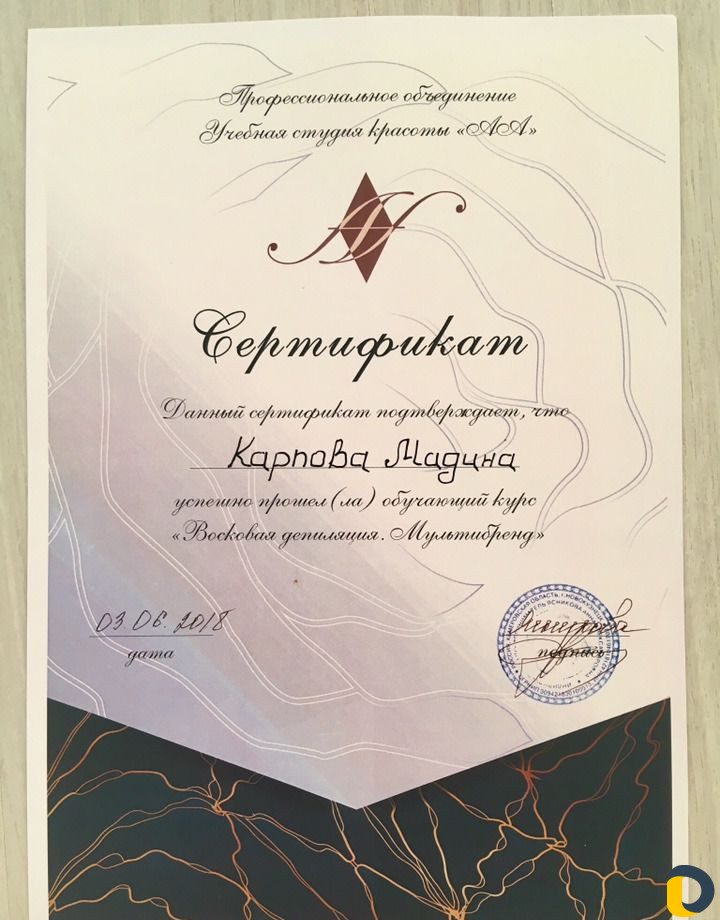 Профессиональное объединение
Учебная студия красоты «АА»
Сертификат
Данный сертификат подтверждает, что
Карпова Мадина
успешно прошел (ла) обучающий курс
«Восковая депиляция. Мультибренд»
03 06. 2018
дата
подпись